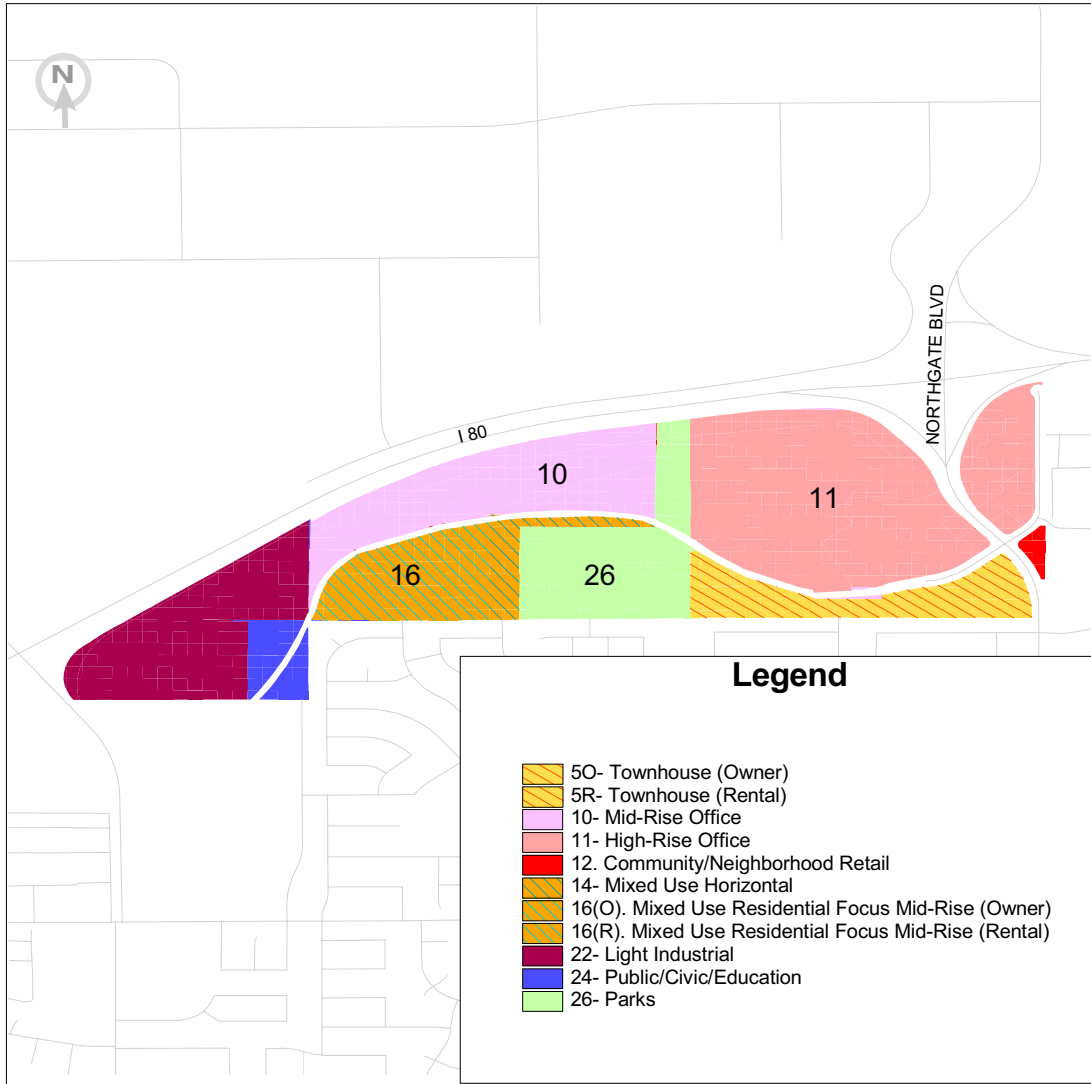 N
NORTHGATE BLVD
I 80
10
11
16
26
Legend
5O- Townhouse (Owner)
5R- Townhouse (Rental)
10- Mid-Rise Office
11- High-Rise Office
12. Community/Neighborhood Retail
14- Mixed Use Horizontal
16(O). Mixed Use Residential Focus Mid-Rise (Owner)
16(R). Mixed Use Residential Focus Mid-Rise (Rental)
22- Light Industrial
24- Public/Civic/Education
26- Parks